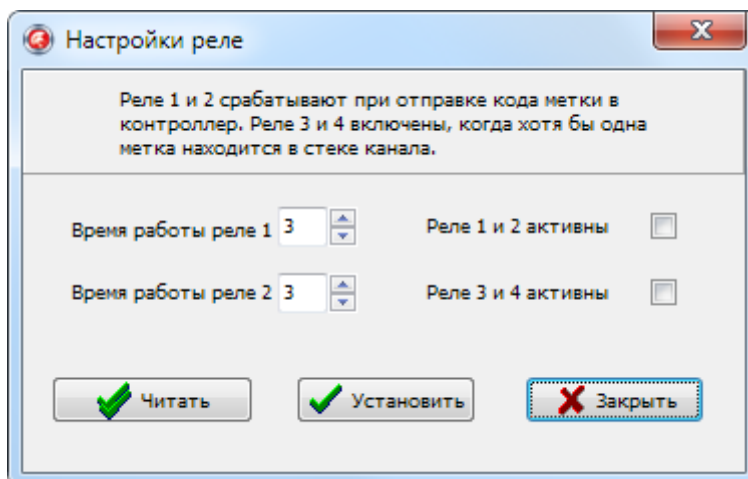 Настройки реле
Реле 1 и 2 срабатывают при отправке кода метки в
контроллер. Реле 3 и 4 включены, когда хотя бы одна
метка находится в стеке канала.
Время работы реле 1 3 Реле 1 и 2 активны
Время работы реле 2 3 Реле 3 и 4 активны
Читать Установить Закрыть